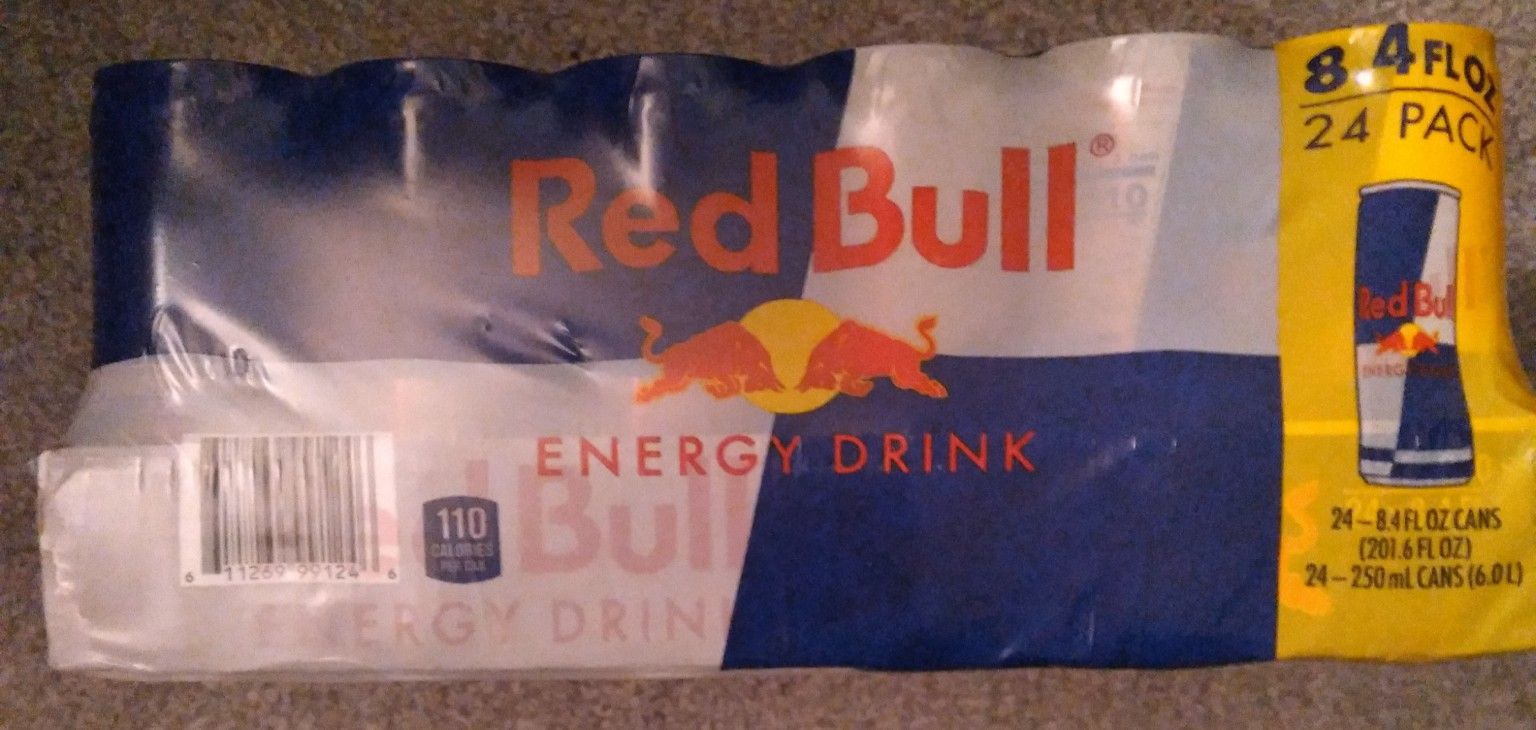 8.4 FL OZ
24 PACK
Red Bull®
ENERGY DRINK
Red Bull
110
CALORIES
PER CAN
6 11269 99124 6
Bull
ENERGY DRIN
24 – 8.4 FL OZ CANS
(201.6 FL OZ)
24 – 250 mL CANS (6.0 L)